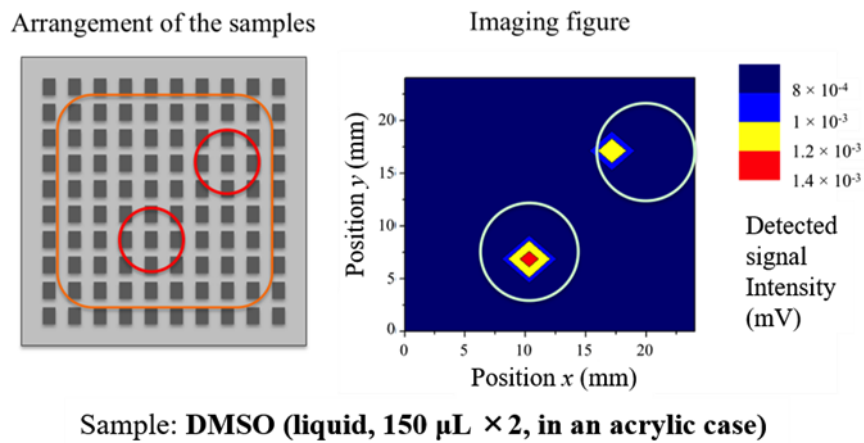 Arrangement of the samples
Imaging figure
Position y (mm)
20
15
10
5
0
0
5
10
15
20
Position x (mm)
8 × 10⁻⁴
1 × 10⁻³
1.2 × 10⁻³
1.4 × 10⁻³
Detected
signal
Intensity
(mV)
Sample: DMSO (liquid, 150 μL ×2, in an acrylic case)